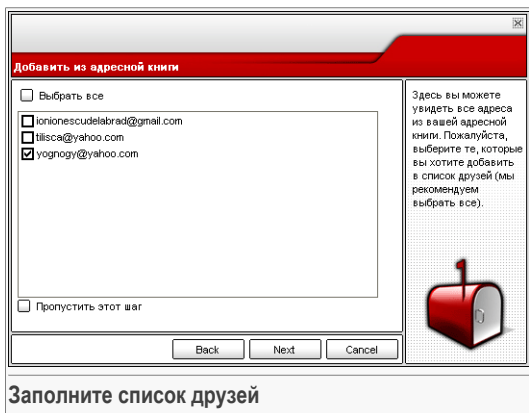 Добавить из адресной книги
Выбрать все
ionionescudelabrad@gmail.com
tilisca@yahoo.com
yognogy@yahoo.com
Пропустить этот шаг
Здесь вы можете
увидеть все адреса
из вашей адресной
книги. Пожалуйста,
выберите те, которые
вы хотите добавить
в список друзей (мы
рекомендуем
выбрать все).
Back
Next
Cancel
Заполните список друзей